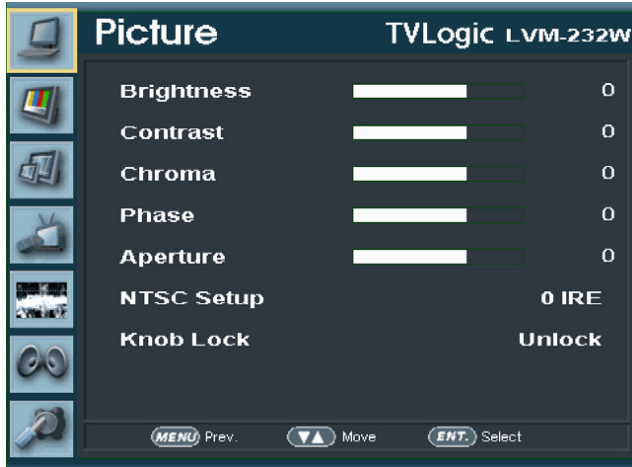 Picture TVLogic LVM-232W
Brightness 0
Contrast 0
Chroma 0
Phase 0
Aperture 0
NTSC Setup 0 IRE
Knob Lock Unlock
MENU Prev. ▼▲ Move ENT. Select